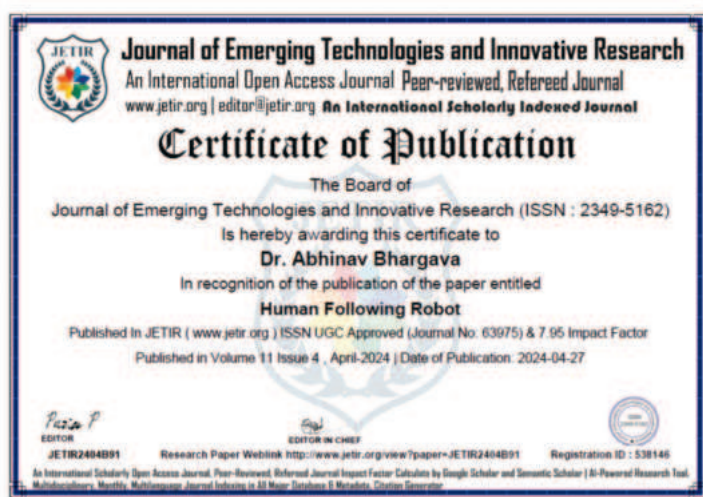 JETIR
Journal of Emerging Technologies and Innovative Research
An International Open Access Journal Peer-reviewed, Refereed Journal
www.jetir.org | editor@jetir.org An International Scholarly Indexed Journal
Certificate of Publication
The Board of
Journal of Emerging Technologies and Innovative Research (ISSN : 2349-5162)
Is hereby awarding this certificate to
Dr. Abhinav Bhargava
In recognition of the publication of the paper entitled
Human Following Robot
Published In JETIR ( www.jetir.org ) ISSN UGC Approved (Journal No: 63975) & 7.95 Impact Factor
Published in Volume 11 Issue 4 , April-2024 | Date of Publication: 2024-04-27
EDITOR
EDITOR IN CHIEF
JETIR2404B91
Research Paper Weblink http://www.jetir.org/view?paper=JETIR2404B91
Registration ID : 538146
An International Scholarly Open Access Journal, Peer-Reviewed, Refereed Journal Impact Factor Calculate by Google Scholar and Semantic Scholar | AI-Powered Research Tool,
Multidisciplinary, Monthly, Multilanguage Journal Indexing in All Major Database & Metadata, Citation Generator